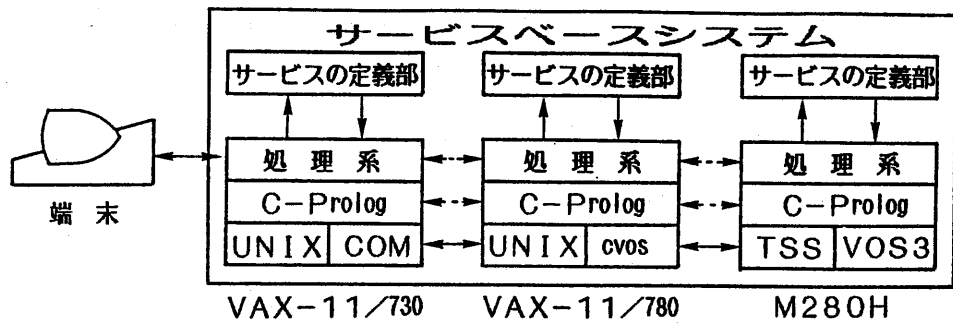 サービスベースシステム
サービスの定義部 サービスの定義部 サービスの定義部
処理系 処理系 処理系
C-Prolog C-Prolog C-Prolog
UNIX COM UNIX cvos TSS VOS3
端末
VAX-11/730 VAX-11/780 M280H